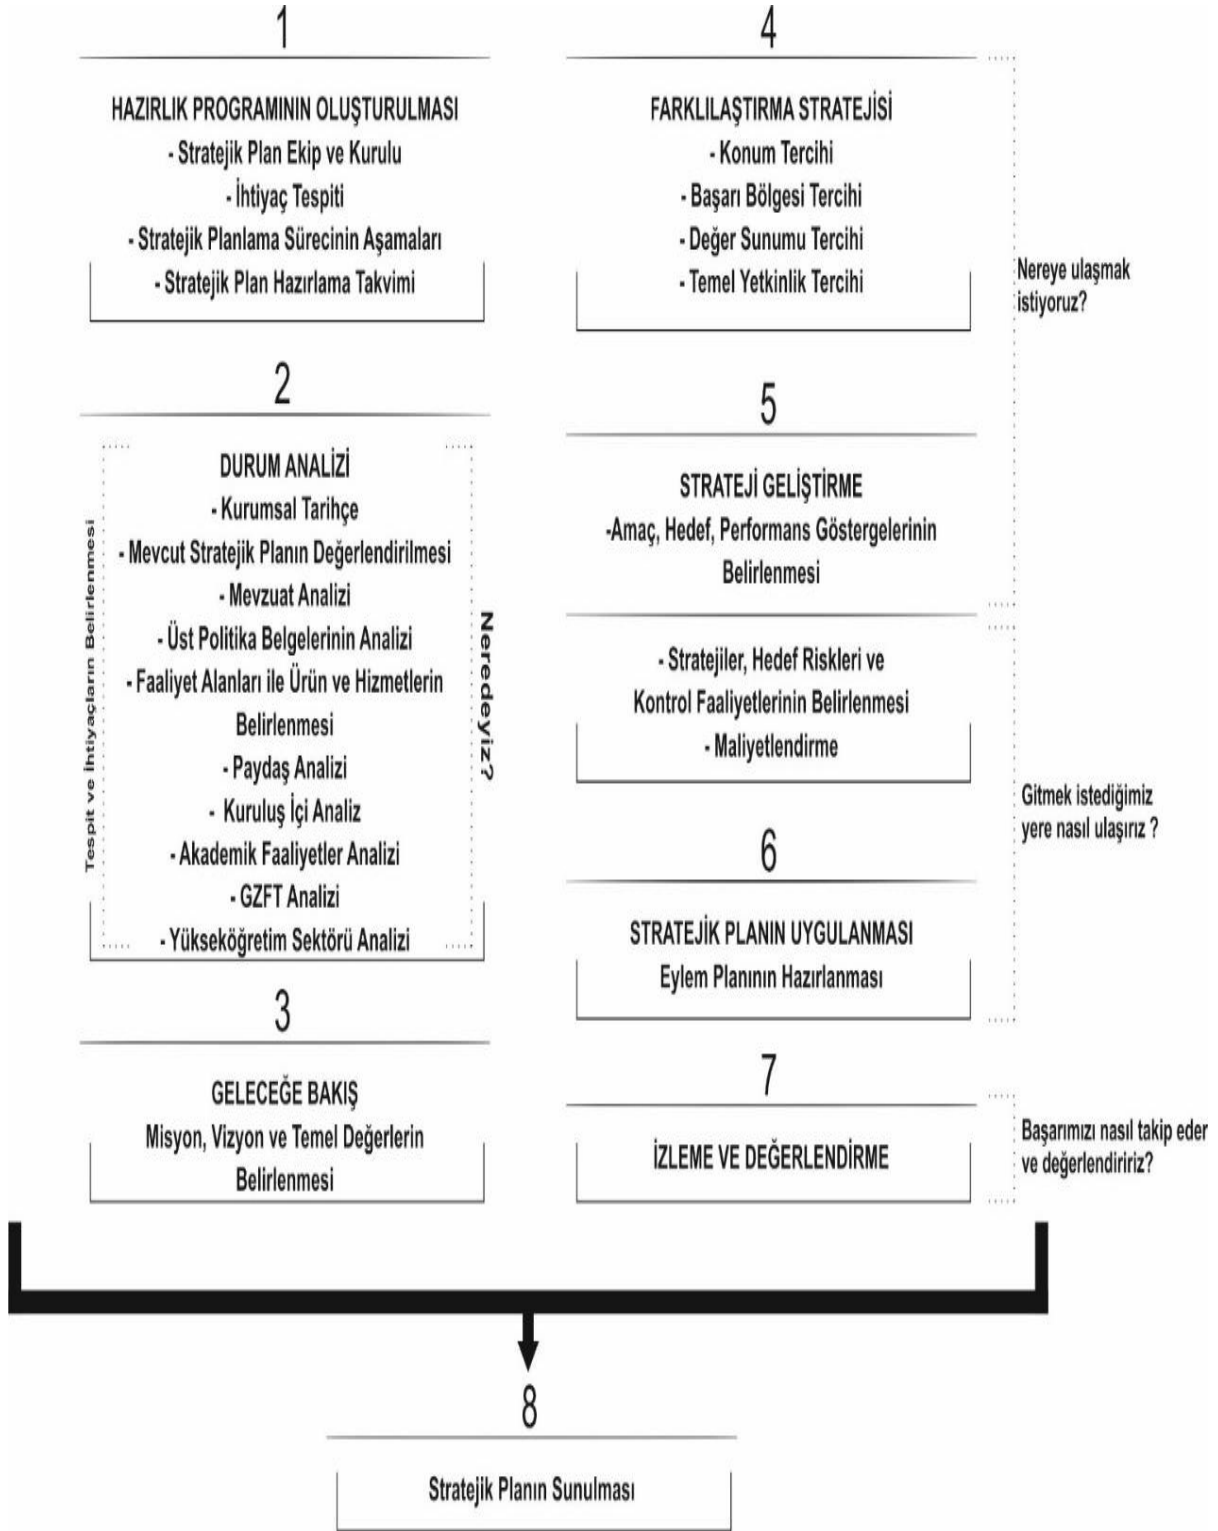 1
HAZIRLIK PROGRAMININ OLUŞTURULMASI
- Stratejik Plan Ekip ve Kurulu
- İhtiyaç Tespiti
- Stratejik Planlama Sürecinin Aşamaları
- Stratejik Plan Hazırlama Takvimi
2
Tespit ve İhtiyaçların Belirlenmesi
DURUM ANALİZİ
- Kurumsal Tarihçe
- Mevcut Stratejik Planın Değerlendirilmesi
- Mevzuat Analizi
- Üst Politika Belgelerinin Analizi
- Faaliyet Alanları ile Ürün ve Hizmetlerin
Belirlenmesi
- Paydaş Analizi
- Kuruluş İçi Analiz
- Akademik Faaliyetler Analizi
- GZFT Analizi
- Yükseköğretim Sektörü Analizi
Neredeyiz?
3
GELECEĞE BAKIŞ
Misyon, Vizyon ve Temel Değerlerin
Belirlenmesi
4
FARKLILAŞTIRMA STRATEJİSİ
- Konum Tercihi
- Başarı Bölgesi Tercihi
- Değer Sunumu Tercihi
- Temel Yetkinlik Tercihi
Nereye ulaşmak
istiyoruz?
5
STRATEJİ GELİŞTİRME
-Amaç, Hedef, Performans Göstergelerinin
Belirlenmesi
- Stratejiler, Hedef Riskleri ve
Kontrol Faaliyetlerinin Belirlenmesi
- Maliyetlendirme
Gitmek istediğimiz
yere nasıl ulaşırız ?
6
STRATEJİK PLANIN UYGULANMASI
Eylem Planının Hazırlanması
7
İZLEME VE DEĞERLENDİRME
Başarımızı nasıl takip eder
ve değerlendiririz?
8
Stratejik Planın Sunulması